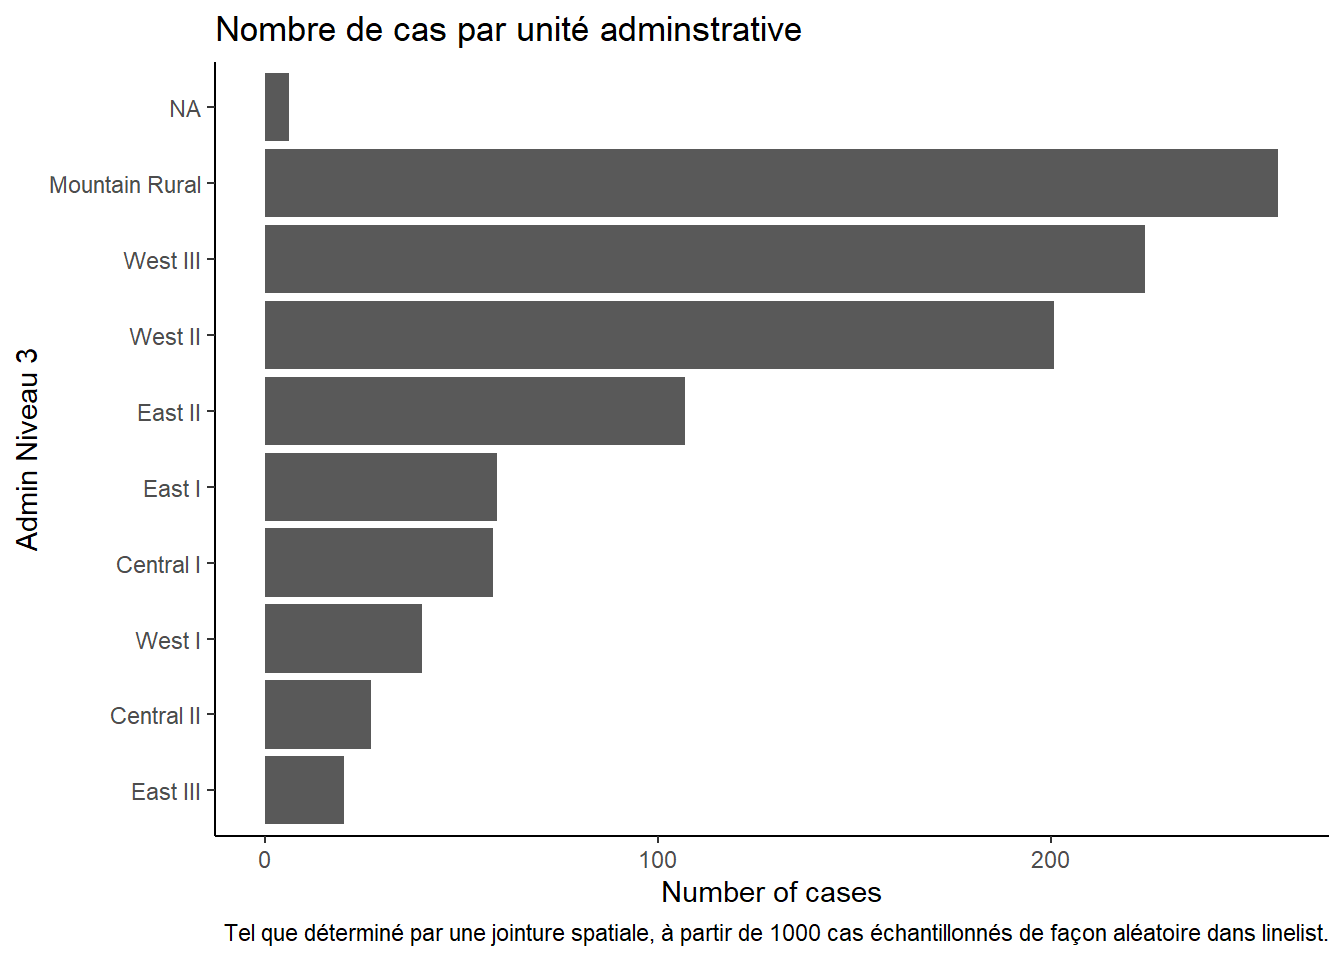 Nombre de cas par unité adminstrative
NA
Mountain Rural
West III
West II
East II
East I
Central I
West I
Central II
East III
Admin Niveau 3
0 100 200
Number of cases
Tel que déterminé par une jointure spatiale, à partir de 1000 cas échantillonnés de façon aléatoire dans linelist.